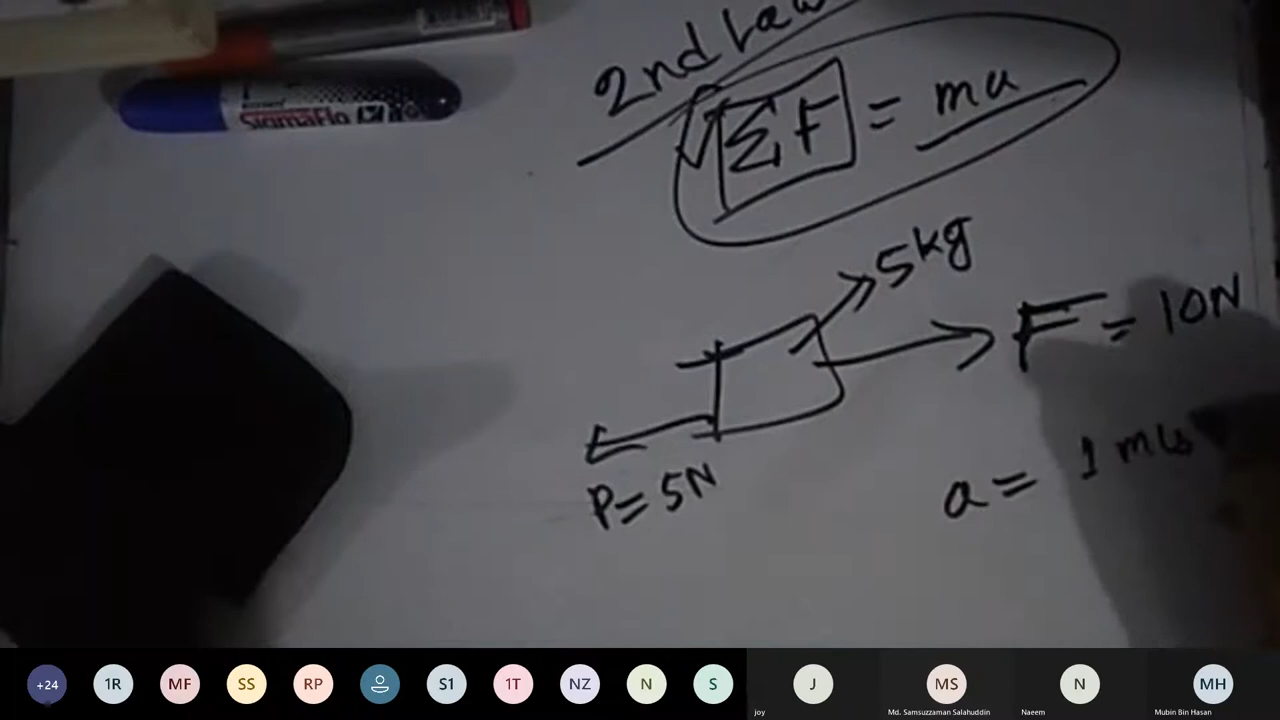 2nd Law
ΣF = ma
SigmaFlo
5kg
F = 10N
P = 5N
a = 1 m/s
+24 1R MF SS RP S1 1T NZ N S J MS N MH
joy Md. Samsuzzaman Salahuddin Naeem Mubin Bin Hasan